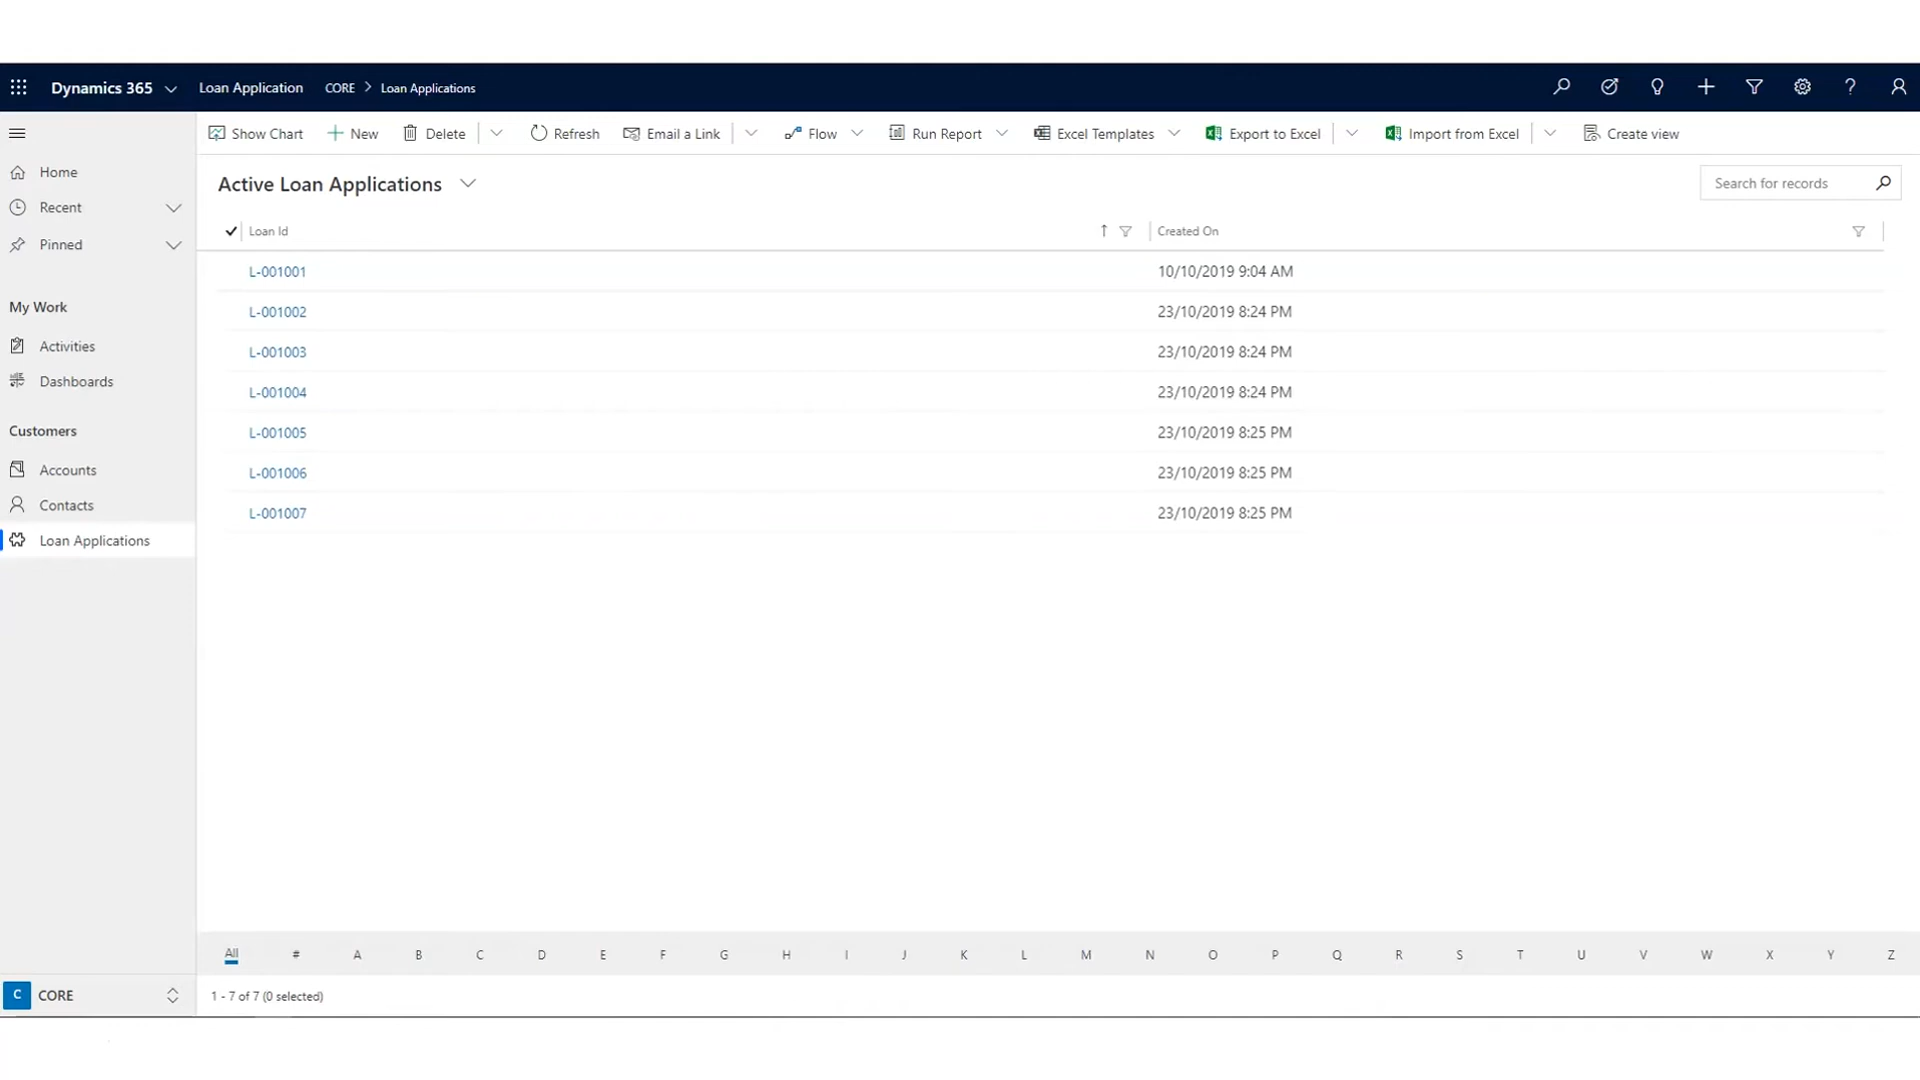 Dynamics 365 Loan Application CORE > Loan Applications
Show Chart New Delete Refresh Email a Link Flow Run Report Excel Templates Export to Excel Import from Excel Create view
Home
Recent
Pinned
My Work
Activities
Dashboards
Customers
Accounts
Contacts
Loan Applications
C CORE
Active Loan Applications
Search for records
Loan Id Created On
L-001001 10/10/2019 9:04 AM
L-001002 23/10/2019 8:24 PM
L-001003 23/10/2019 8:24 PM
L-001004 23/10/2019 8:24 PM
L-001005 23/10/2019 8:25 PM
L-001006 23/10/2019 8:25 PM
L-001007 23/10/2019 8:25 PM
All # A B C D E F G H I J K L M N O P Q R S T U V W X Y Z
1 - 7 of 7 (0 selected)